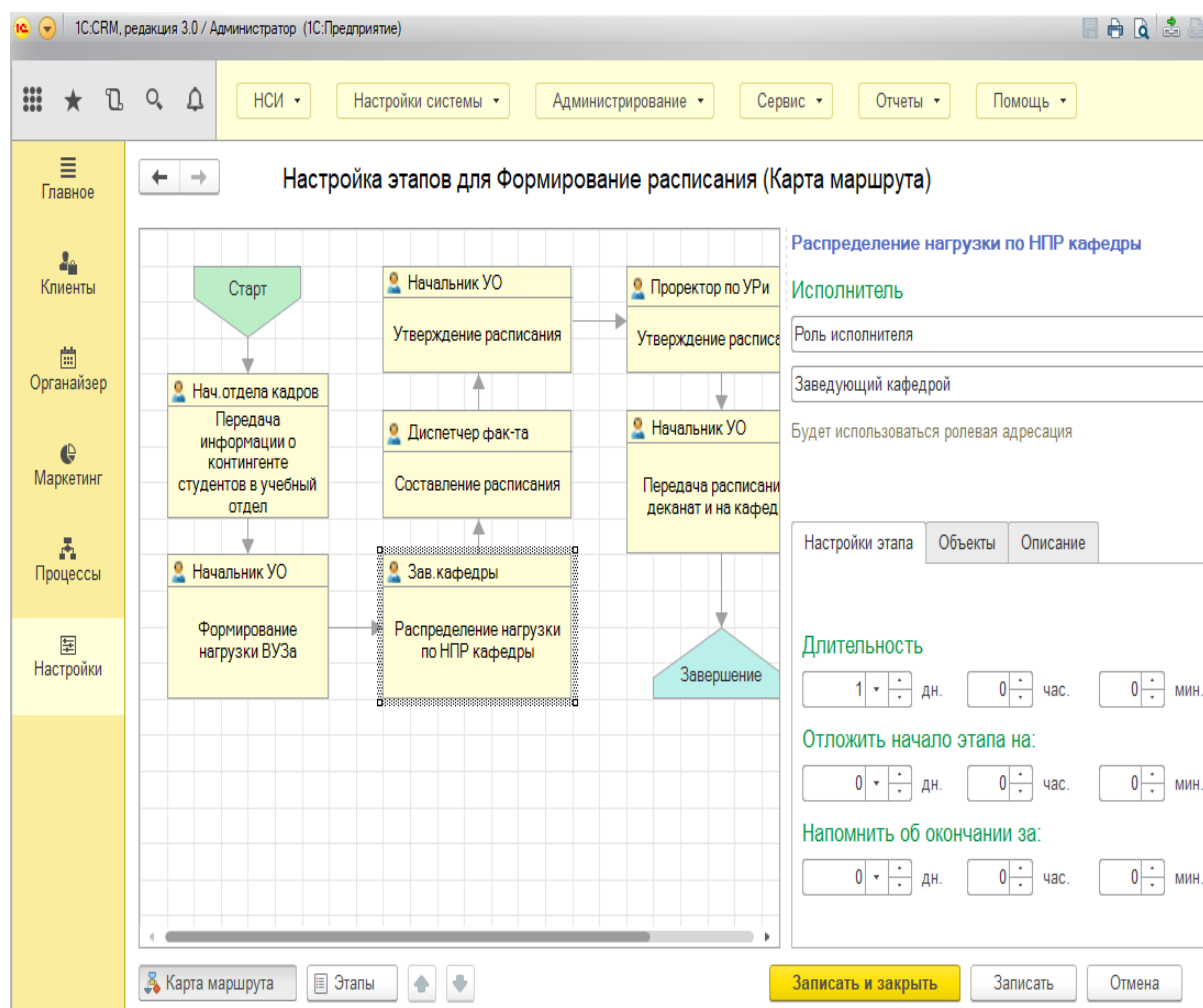 1С:CRM, редакция 3.0 / Администратор (1С:Предприятие)
НСИ
Настройки системы
Администрирование
Сервис
Отчеты
Помощь
Главное
Клиенты
Органайзер
Маркетинг
Процессы
Настройки
Настройка этапов для Формирование расписания (Карта маршрута)
Старт
Нач.отдела кадров
Передача
информации о
контингенте
студентов в учебный
отдел
Начальник УО
Формирование
нагрузки ВУЗа
Начальник УО
Утверждение расписания
Диспетчер фак-та
Составление расписания
Зав.кафедры
Распределение нагрузки
по НПР кафедры
Проректор по УРи
Утверждение расписа
Начальник УО
Передача расписани
деканат и на кафед
Завершение
Распределение нагрузки по НПР кафедры
Исполнитель
Роль исполнителя
Заведующий кафедрой
Будет использоваться ролевая адресация
Настройки этапа
Объекты
Описание
Длительность
1 дн. 0 час. 0 мин.
Отложить начало этапа на:
0 дн. 0 час. 0 мин.
Напомнить об окончании за:
0 дн. 0 час. 0 мин.
Карта маршрута
Этапы
Записать и закрыть
Записать
Отмена